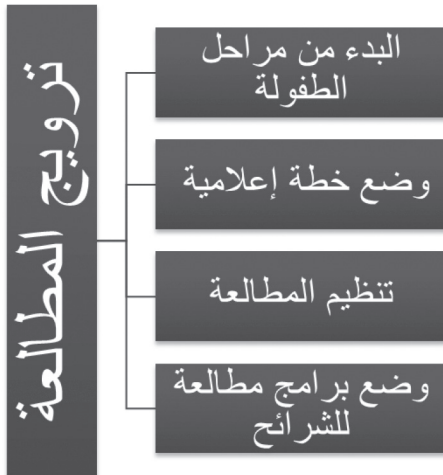 ترويج المطالعة
البدء من مراحل
الطفولة
وضع خطة إعلامية
تنظيم المطالعة
وضع برامج مطالعة
للشرائح